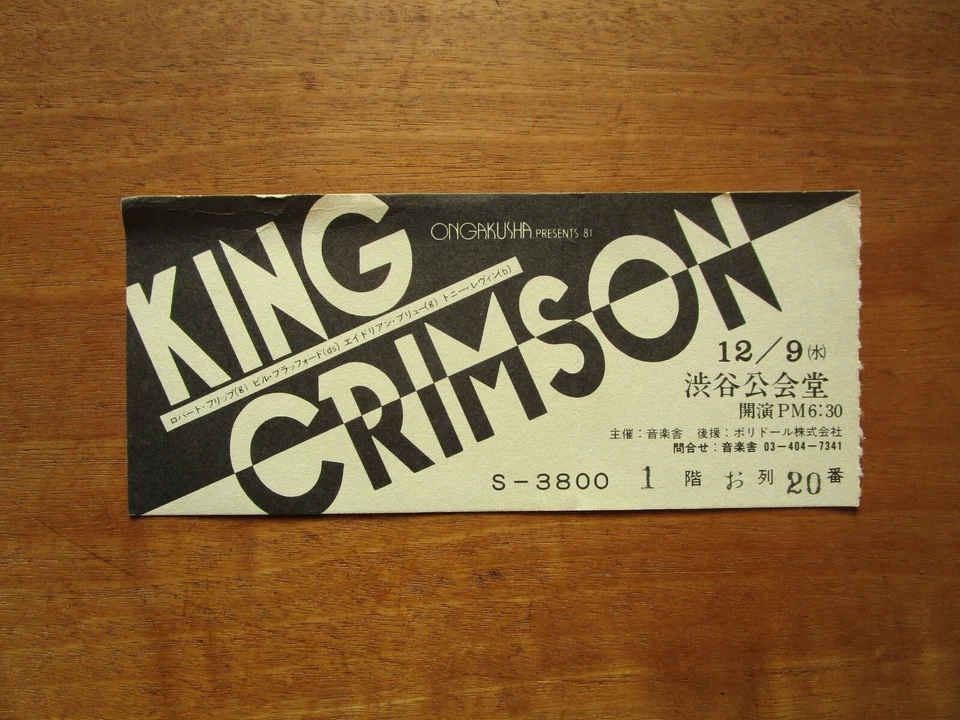 KING
ONGAKUSHA PRESENTS 81
ロバート・フリップ(g) ビル・ブラッフォード(ds) エイドリアン・ブリュー(g) トニー・レヴィン(b)
CRIMSON
12/9(水)
渋谷公会堂
開演PM6:30
主催:音楽舎 後援:ポリドール株式会社
問合せ:音楽舎 03-404-7341
S-3800 1 階 お 列 20 番